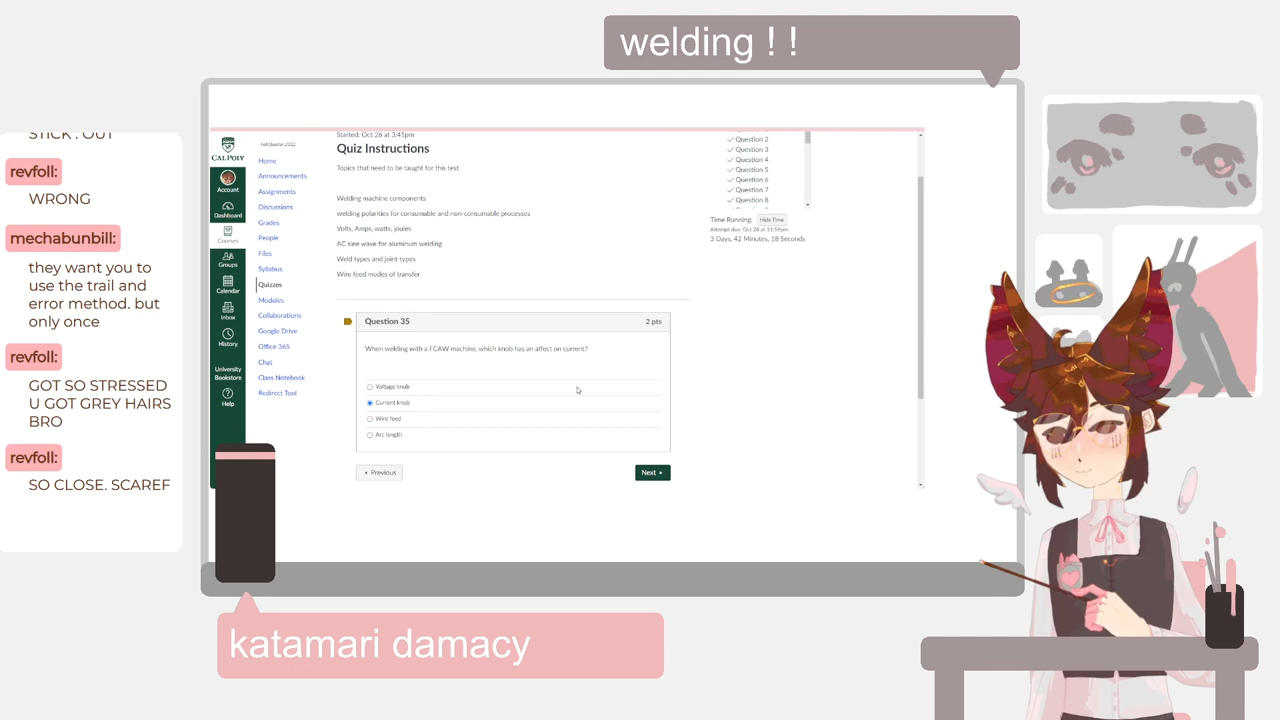 welding ! !
STICK . OUT
revfoll:
WRONG
mechabunbill:
they want you to
use the trail and
error method. but
only once
revfoll:
GOT SO STRESSED
U GOT GREY HAIRS
BRO
revfoll:
SO CLOSE. SCAREF
CAL POLY
Account
Dashboard
Courses
Groups
Calendar
Inbox
History
University
Bookstore
Help
Fall Quarter 2022
Home
Announcements
Assignments
Discussions
Grades
People
Files
Syllabus
Quizzes
Modules
Collaborations
Google Drive
Office 365
Chat
Class Notebook
Redirect Tool
Started: Oct 26 at 3:41pm
Quiz Instructions
Topics that need to be taught for this test
Welding machine components
welding polarities for consumable and non-consumable processes
Volts, Amps, watts, joules
AC sine wave for aluminum welding
Weld types and joint types
Wire feed modes of transfer
Question 35 2 pts
When welding with a FCAW machine, which knob has an affect on current?
Voltage knob
Current knob
Wire feed
Arc length
Previous
Next
Question 2
Question 3
Question 4
Question 5
Question 6
Question 7
Question 8
Time Running: Hide Time
Attempt due: Oct 28 at 11:59pm
3 Days, 42 Minutes, 18 Seconds
katamari damacy